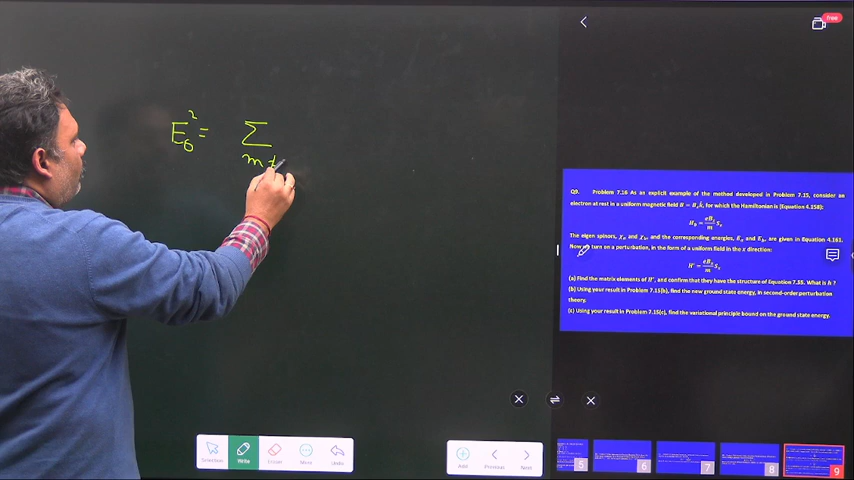 E₀² = Σ
m ≠
free
Q9. Problem 7.16 As an explicit example of the method developed in Problem 7.15, consider an
electron at rest in a uniform magnetic field B = B_z k̂, for which the Hamiltonian is (Equation 4.158):
H₀ = eB_z/m S_z
The eigen spinors, χ_a and χ_b, and the corresponding energies, E_a and E_b, are given in Equation 4.161.
Now we turn on a perturbation, in the form of a uniform field in the x direction:
H' = eB_x/m S_x
(a) Find the matrix elements of H', and confirm that they have the structure of Equation 7.55. What is h?
(b) Using your result in Problem 7.15(b), find the new ground state energy, in second-order perturbation
theory.
(c) Using your result in Problem 7.15(c), find the variational principle bound on the ground state energy.
Selection Write Eraser More Undo
Add Previous Next
5 6 7 8 9